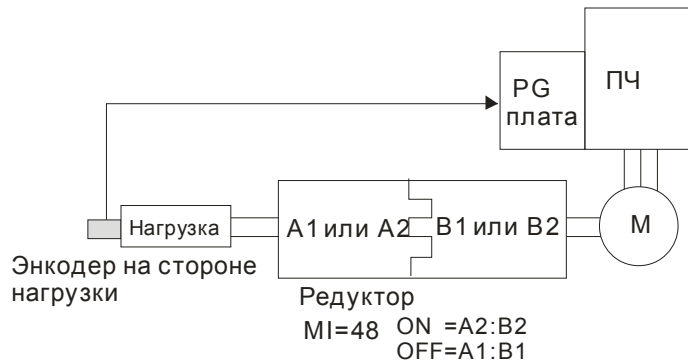 ПЧ
PG
плата
Нагрузка
A1 или A2
B1 или B2
M
Энкодер на стороне
нагрузки
Редуктор
MI=48 ON =A2:B2
OFF=A1:B1